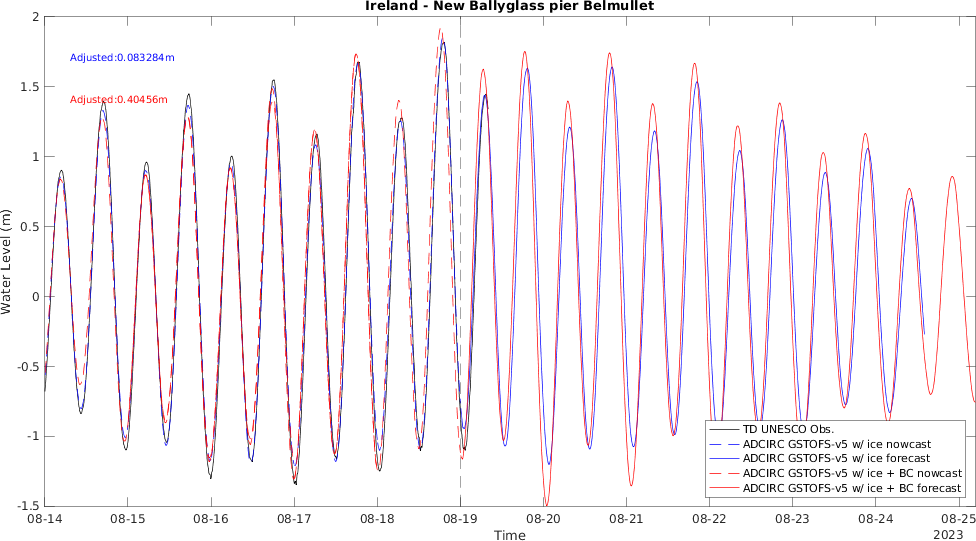 Ireland - New Ballyglass pier Belmullet
Adjusted:0.083284m
Adjusted:0.40456m
Water Level (m)
2
1.5
1
0.5
0
-0.5
-1
-1.5
08-14 08-15 08-16 08-17 08-18 08-19 08-20 08-21 08-22 08-23 08-24 08-25
Time
2023
TD UNESCO Obs.
ADCIRC GSTOFS-v5 w/ ice nowcast
ADCIRC GSTOFS-v5 w/ ice forecast
ADCIRC GSTOFS-v5 w/ ice + BC nowcast
ADCIRC GSTOFS-v5 w/ ice + BC forecast